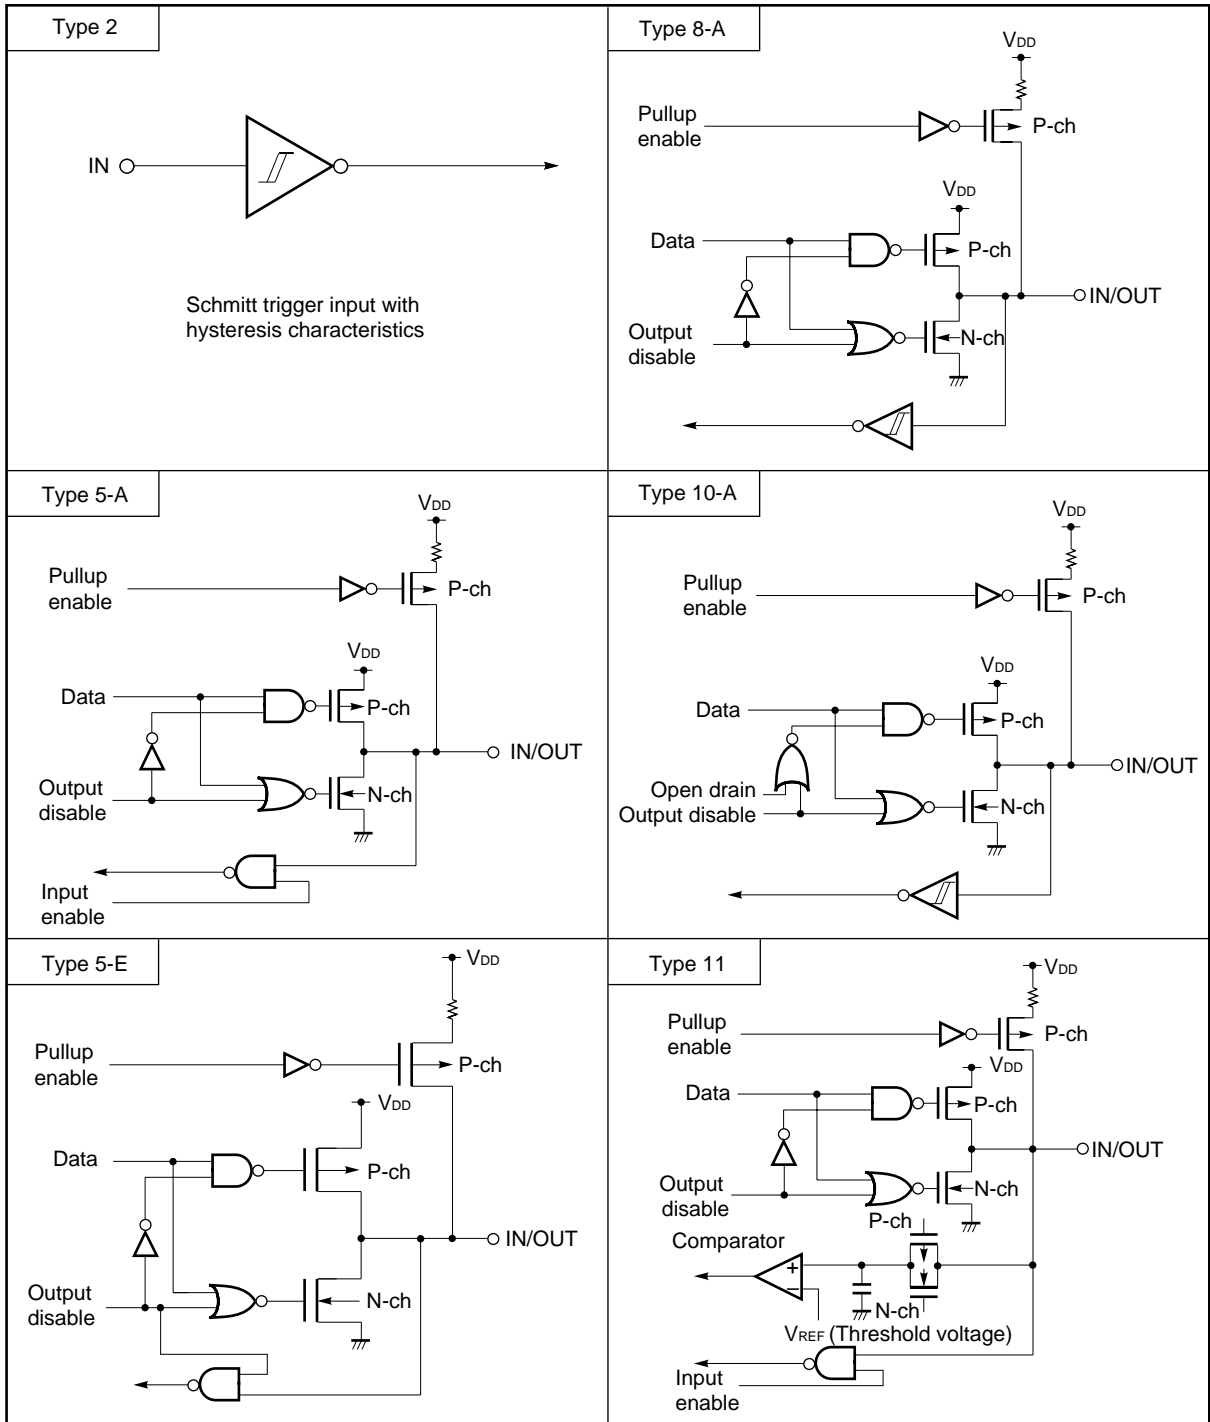 Type 2
IN
Schmitt trigger input with
hysteresis characteristics
Type 8-A
VDD
Pullup
enable
P-ch
VDD
Data
P-ch
IN/OUT
Output
disable
N-ch
Type 5-A
VDD
Pullup
enable
P-ch
VDD
Data
P-ch
IN/OUT
Output
disable
N-ch
Input
enable
Type 10-A
VDD
Pullup
enable
P-ch
VDD
Data
P-ch
IN/OUT
Open drain
Output disable
N-ch
Type 5-E
VDD
Pullup
enable
P-ch
VDD
Data
P-ch
IN/OUT
Output
disable
N-ch
Type 11
VDD
Pullup
enable
P-ch
VDD
Data
P-ch
IN/OUT
Output
disable
N-ch
P-ch
Comparator
+
−
N-ch
VREF (Threshold voltage)
Input
enable